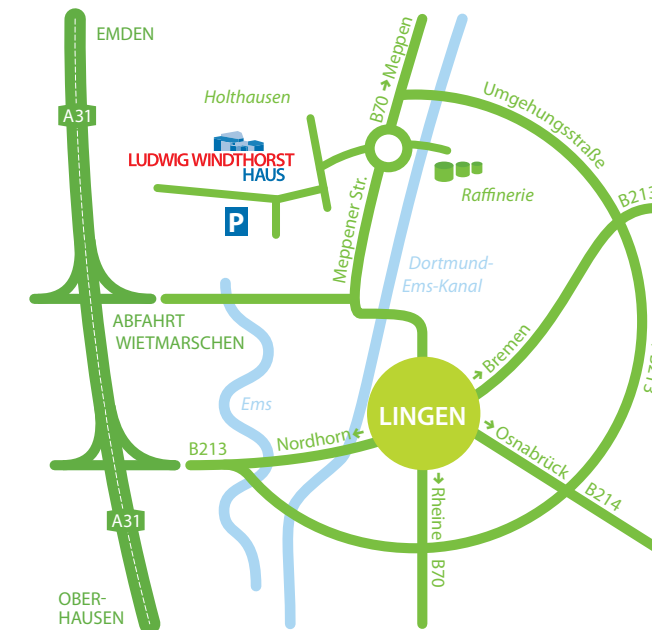 EMDEN
A31
Holthausen
B70 → Meppen
Umgehungsstraße
LUDWIG WINDTHORST
HAUS
P
Raffinerie
B213
Meppener Str.
Dortmund-
Ems-Kanal
ABFAHRT
WIETMARSCHEN
Bremen
B213
Ems
LINGEN
Nordhorn
B213
Osnabrück
B214
Rheine
B70
A31
OBER-
HAUSEN